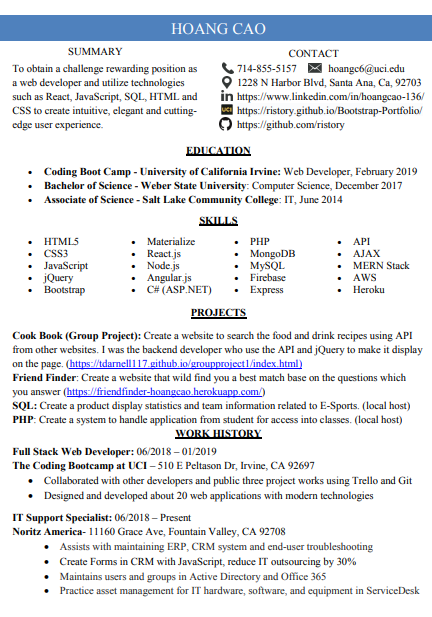 HOANG CAO
SUMMARY
To obtain a challenge rewarding position as
a web developer and utilize technologies
such as React, JavaScript, SQL, HTML and
CSS to create intuitive, elegant and cutting-
edge user experience.
CONTACT
714-855-5157 hoangc6@uci.edu
1228 N Harbor Blvd, Santa Ana, Ca, 92703
in https://www.linkedin.com/in/hoangcao-136/
UCI https://ristory.github.io/Bootstrap-Portfolio/
https://github.com/ristory
EDUCATION
• Coding Boot Camp - University of California Irvine: Web Developer, February 2019
• Bachelor of Science - Weber State University: Computer Science, December 2017
• Associate of Science - Salt Lake Community College: IT, June 2014
SKILLS
• HTML5 • Materialize • PHP • API
• CSS3 • React.js • MongoDB • AJAX
• JavaScript • Node.js • MySQL • MERN Stack
• jQuery • Angular.js • Firebase • AWS
• Bootstrap • C# (ASP.NET) • Express • Heroku
PROJECTS
Cook Book (Group Project): Create a website to search the food and drink recipes using API
from other websites. I was the backend developer who use the API and jQuery to make it display
on the page. (https://tdarnell117.github.io/groupproject1/index.html)
Friend Finder: Create a website that wild find you a best match base on the questions which
you answer (https://friendfinder-hoangcao.herokuapp.com/)
SQL: Create a product display statistics and team information related to E-Sports. (local host)
PHP: Create a system to handle application from student for access into classes. (local host)
WORK HISTORY
Full Stack Web Developer: 06/2018 – 01/2019
The Coding Bootcamp at UCI – 510 E Peltason Dr, Irvine, CA 92697
• Collaborated with other developers and public three project works using Trello and Git
• Designed and developed about 20 web applications with modern technologies
IT Support Specialist: 06/2018 – Present
Noritz America- 11160 Grace Ave, Fountain Valley, CA 92708
• Assists with maintaining ERP, CRM system and end-user troubleshooting
• Create Forms in CRM with JavaScript, reduce IT outsourcing by 30%
• Maintains users and groups in Active Directory and Office 365
• Practice asset management for IT hardware, software, and equipment in ServiceDesk